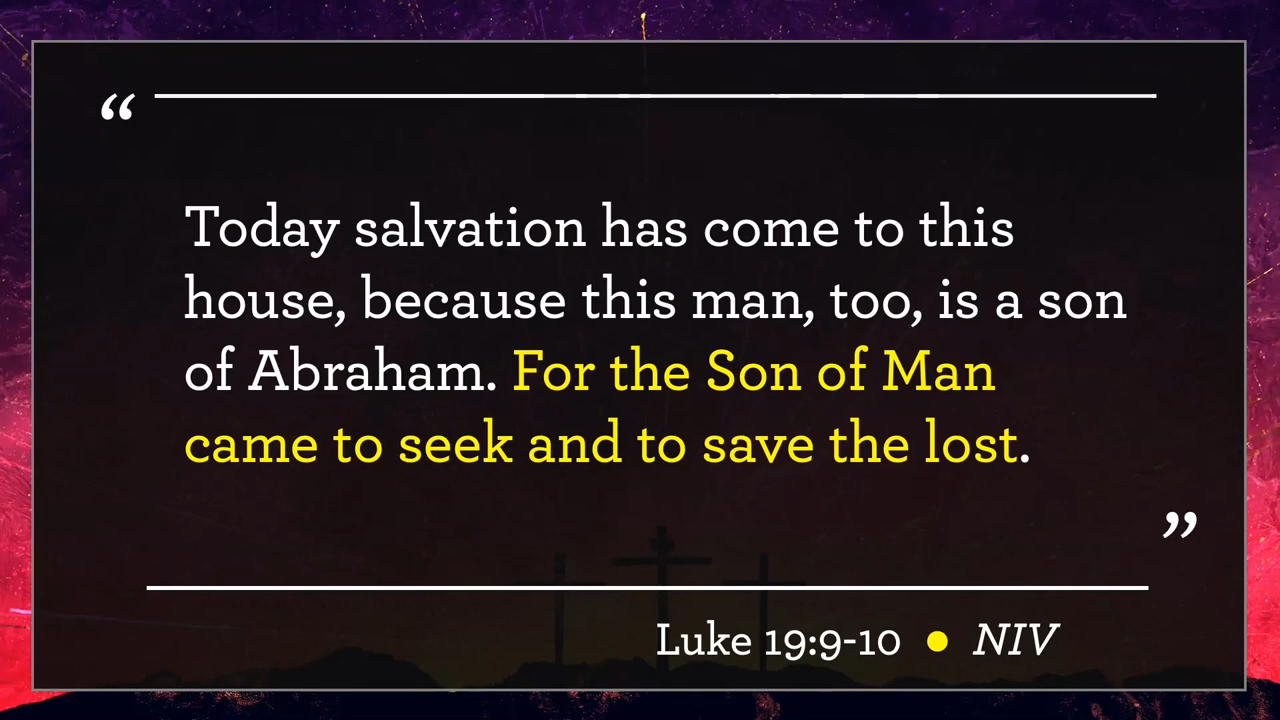 “
Today salvation has come to this
house, because this man, too, is a son
of Abraham. For the Son of Man
came to seek and to save the lost.
”
Luke 19:9-10 ● NIV